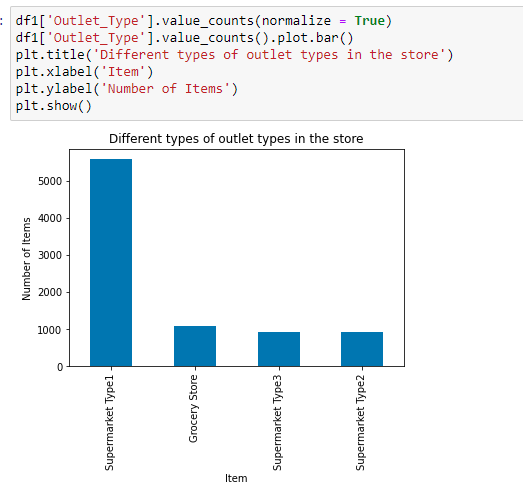 :
df1['Outlet_Type'].value_counts(normalize = True)
df1['Outlet_Type'].value_counts().plot.bar()
plt.title('Different types of outlet types in the store')
plt.xlabel('Item')
plt.ylabel('Number of Items')
plt.show()
Different types of outlet types in the store
Number of Items
5000
4000
3000
2000
1000
0
Supermarket Type1
Grocery Store
Supermarket Type3
Supermarket Type2
Item